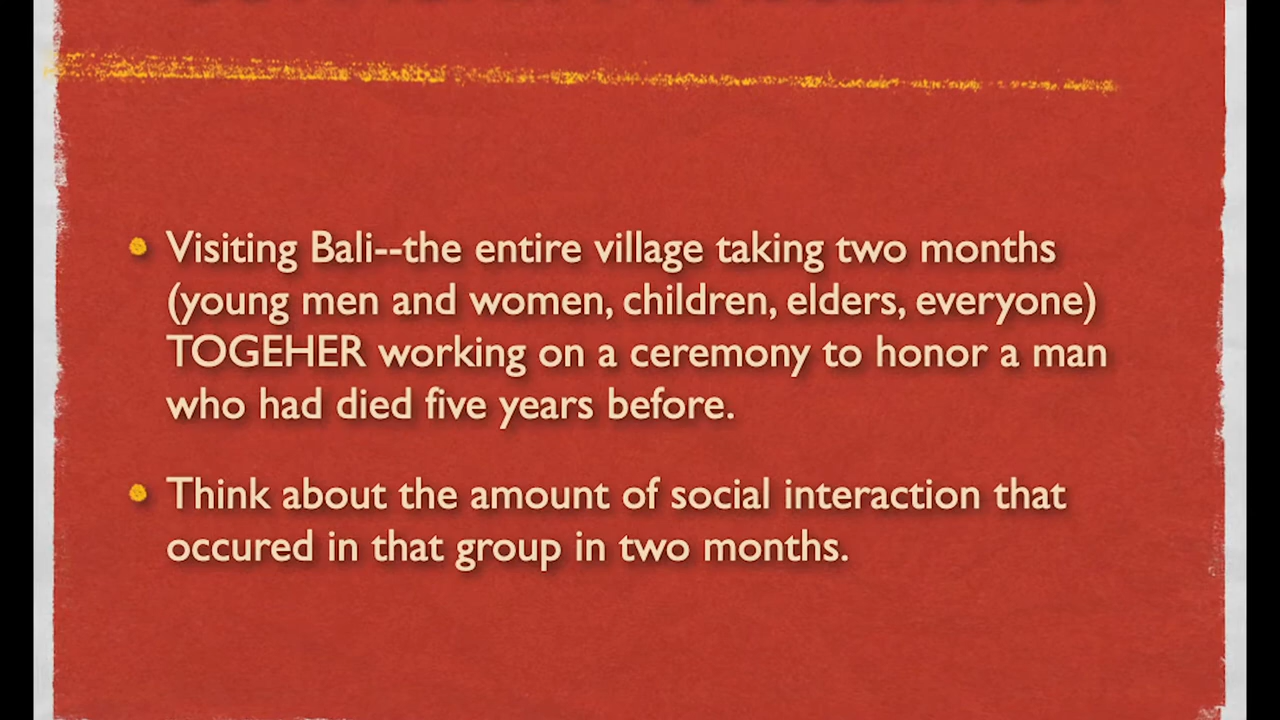 Visiting Bali--the entire village taking two months
(young men and women, children, elders, everyone)
TOGEHER working on a ceremony to honor a man
who had died five years before.
Think about the amount of social interaction that
occured in that group in two months.